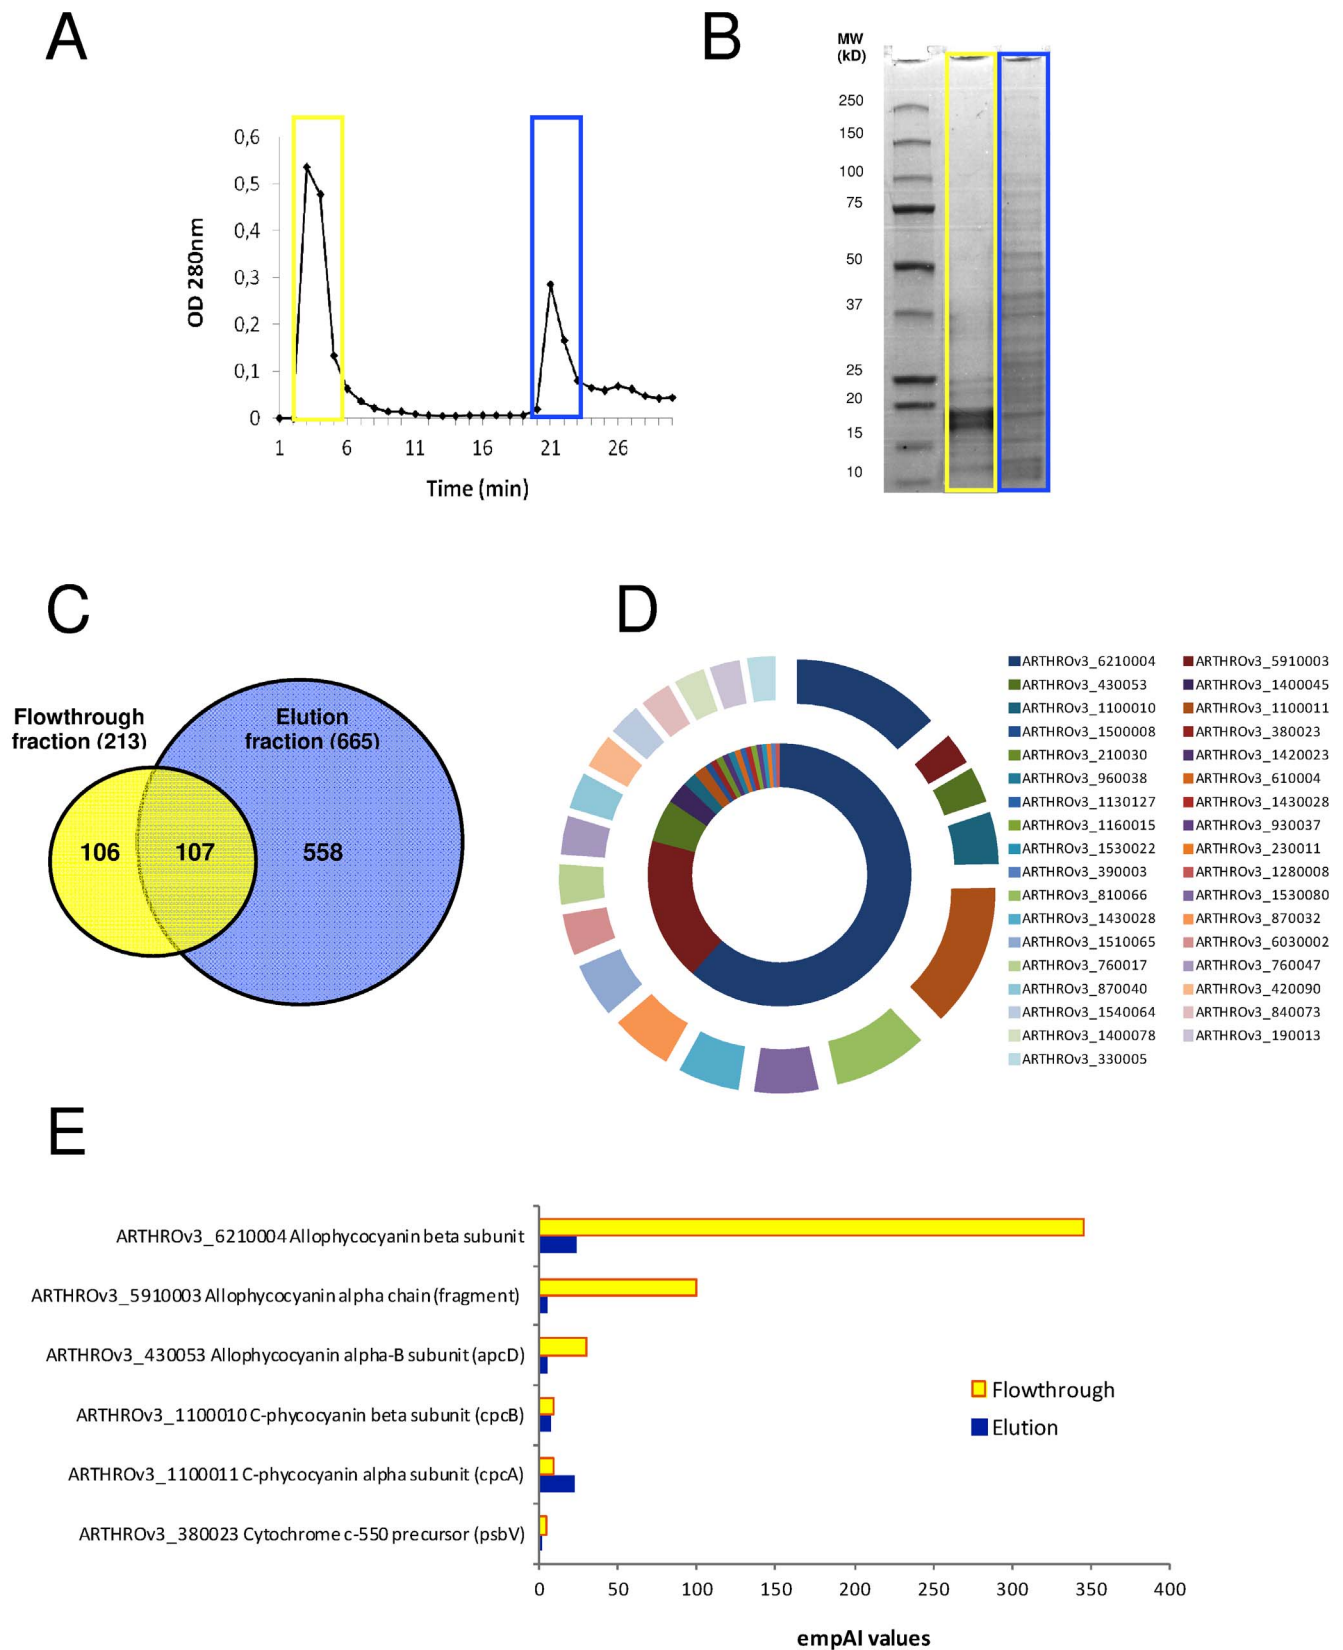 A
OD 280nm
0,6
0,5
0,4
0,3
0,2
0,1
0
1 6 11 16 21 26
Time (min)
B
MW
(kD)
250
150
100
75
50
37
25
20
15
10
C
Flowthrough
fraction (213)
Elution
fraction (665)
106 107 558
D
ARTHROv3_6210004 ARTHROv3_5910003
ARTHROv3_430053 ARTHROv3_1400045
ARTHROv3_1100010 ARTHROv3_1100011
ARTHROv3_1500008 ARTHROv3_380023
ARTHROv3_210030 ARTHROv3_1420023
ARTHROv3_960038 ARTHROv3_610004
ARTHROv3_1130127 ARTHROv3_1430028
ARTHROv3_1160015 ARTHROv3_930037
ARTHROv3_1530022 ARTHROv3_230011
ARTHROv3_390003 ARTHROv3_1280008
ARTHROv3_810066 ARTHROv3_1530080
ARTHROv3_1430028 ARTHROv3_870032
ARTHROv3_1510065 ARTHROv3_6030002
ARTHROv3_760017 ARTHROv3_760047
ARTHROv3_870040 ARTHROv3_420090
ARTHROv3_1540064 ARTHROv3_840073
ARTHROv3_1400078 ARTHROv3_190013
ARTHROv3_330005
E
ARTHROv3_6210004 Allophycocyanin beta subunit
ARTHROv3_5910003 Allophycocyanin alpha chain (fragment)
ARTHROv3_430053 Allophycocyanin alpha-B subunit (apcD)
ARTHROv3_1100010 C-phycocyanin beta subunit (cpcB)
ARTHROv3_1100011 C-phycocyanin alpha subunit (cpcA)
ARTHROv3_380023 Cytochrome c-550 precursor (psbV)
Flowthrough
Elution
0 50 100 150 200 250 300 350 400
empAI values